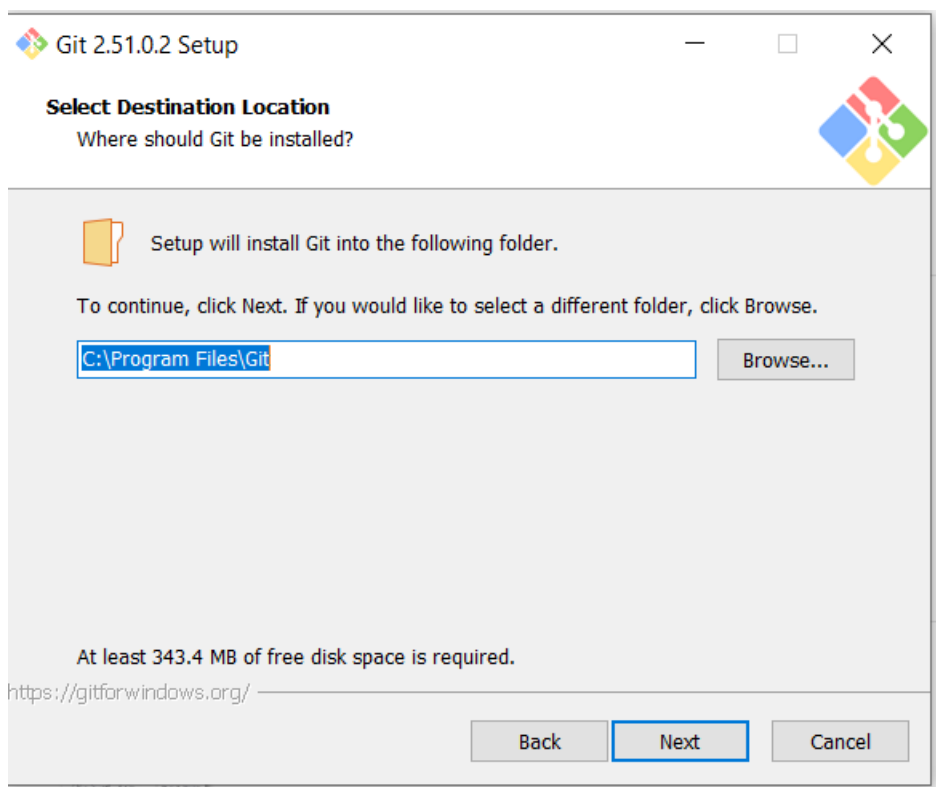 Git 2.51.0.2 Setup
Select Destination Location
Where should Git be installed?
Setup will install Git into the following folder.
To continue, click Next. If you would like to select a different folder, click Browse.
C:\Program Files\Git
Browse...
At least 343.4 MB of free disk space is required.
https://gitforwindows.org/
Back
Next
Cancel